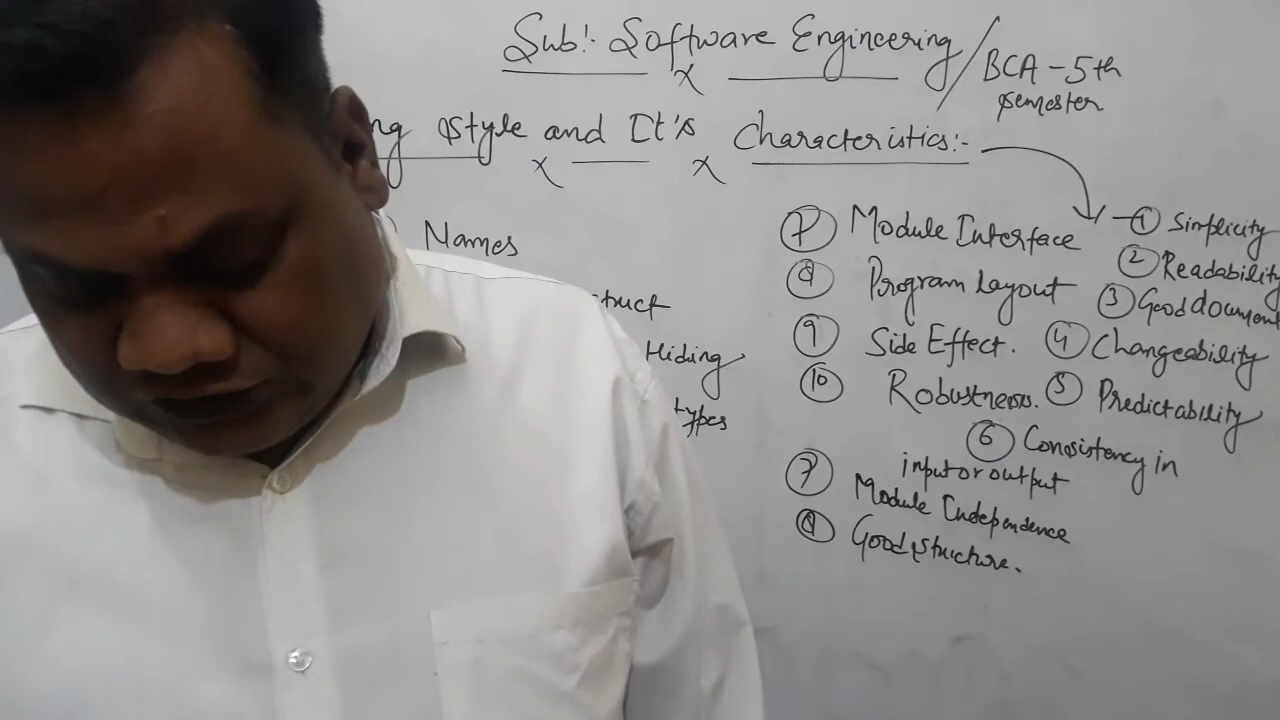 Sub:- Software Engineering / BCA - 5th
semester
ng style and It's Characteristics:-
Names
truct
Hiding
types
7 Module Interface
8 Program layout
9 Side Effect.
10 Robustness.
1 Simplicity
2 Readability
3 Good document
4 Changeability
5 Predictability
6 Consistency in
input or output
7 Module Independence
8 Good structure.